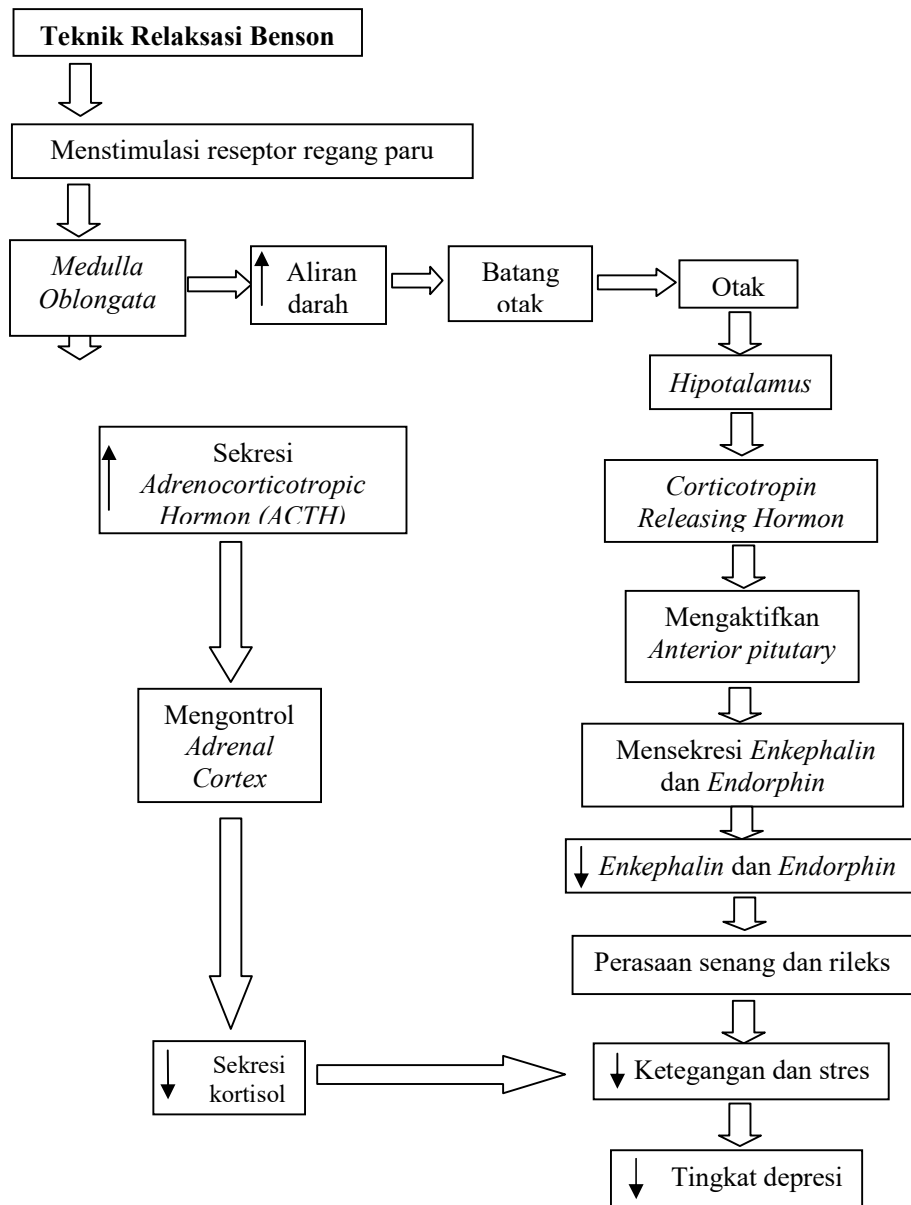 Teknik Relaksasi Benson
Menstimulasi reseptor regang paru
Medulla
Oblongata
Aliran
darah
Batang
otak
Otak
Hipotalamus
Corticotropin
Releasing Hormon
Mengaktifkan
Anterior pitutary
Mensekresi Enkephalin
dan Endorphin
Enkephalin dan Endorphin
Perasaan senang dan rileks
Sekresi
Adrenocorticotropic
Hormon (ACTH)
Mengontrol
Adrenal
Cortex
Sekresi
kortisol
Ketegangan dan stres
Tingkat depresi